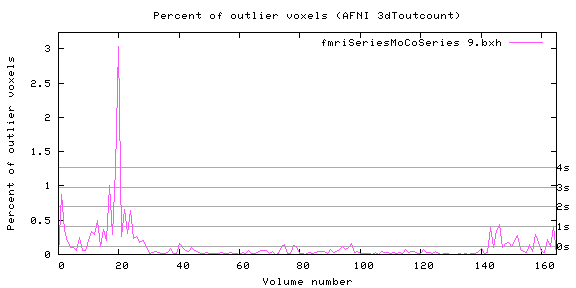 Percent of outlier voxels (AFNI 3dToutcount)
fmriSeriesMoCoSeries 9.bxh
Percent of outlier voxels
3
2.5
2
1.5
1
0.5
0
4s
3s
2s
1s
0s
0 20 40 60 80 100 120 140 160
Volume number